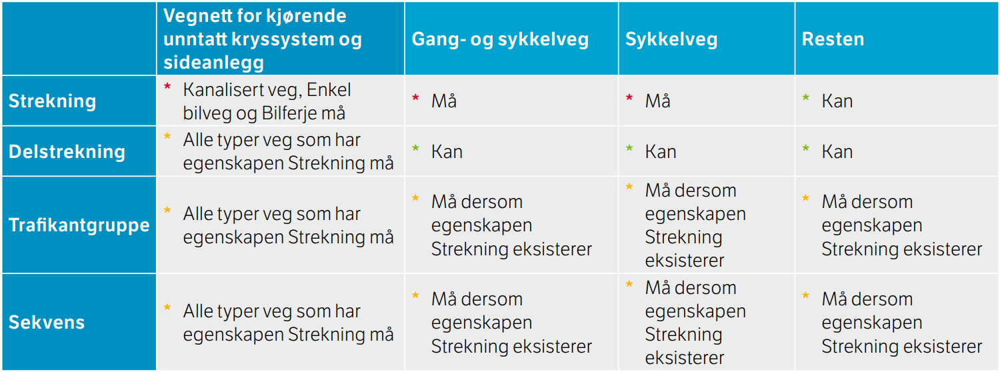 Vegnett for kjørende
unntatt kryssystem og
sideanlegg
Gang- og sykkelveg
Sykkelveg
Resten
Strekning
* Kanalisert veg, Enkel
bilveg og Bilferje må
* Må
* Må
* Kan
Delstrekning
* Alle typer veg som har
egenskapen Strekning må
* Kan
* Kan
* Kan
Trafikantgruppe
* Alle typer veg som har
egenskapen Strekning må
* Må dersom
egenskapen
Strekning eksisterer
* Må dersom
egenskapen
Strekning
eksisterer
* Må dersom
egenskapen
Strekning eksisterer
Sekvens
* Alle typer veg som har
egenskapen Strekning må
* Må dersom
egenskapen
Strekning eksisterer
* Må dersom
egenskapen
Strekning
eksisterer
* Må dersom
egenskapen
Strekning eksisterer